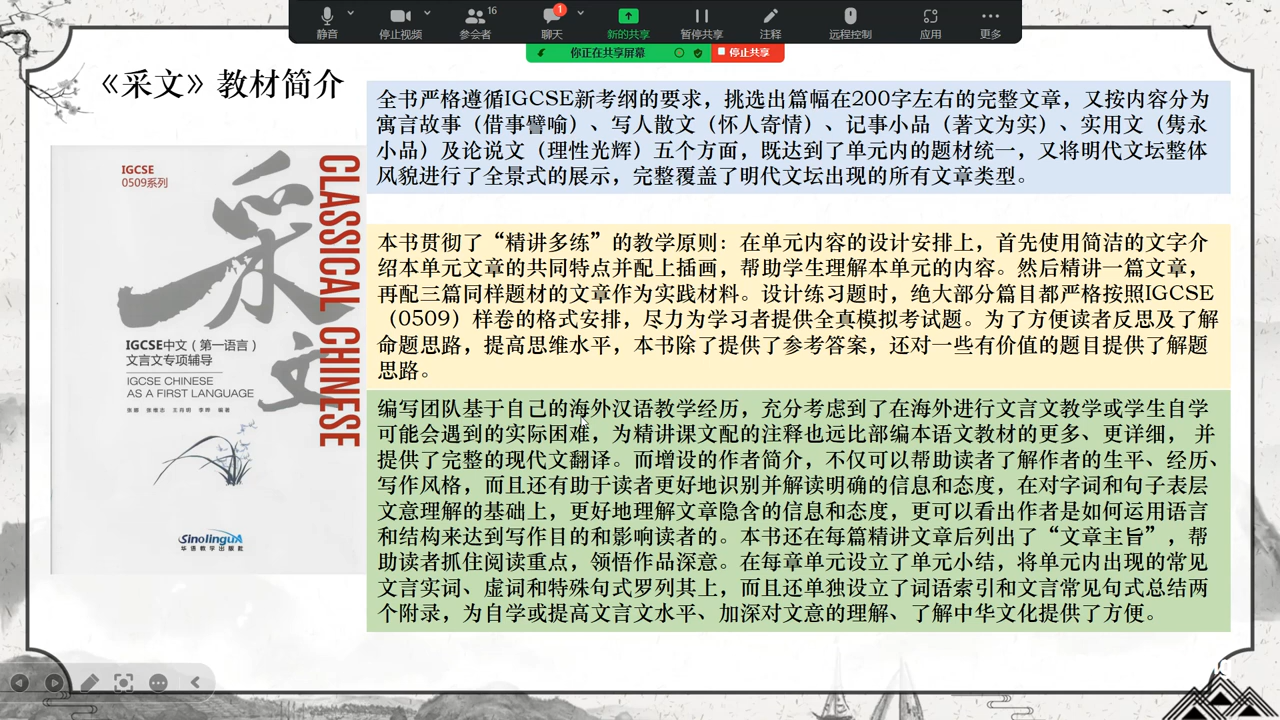 16
1
静音
停止视频
参会者
聊天
新的共享
暂停共享
注释
远程控制
应用
更多
你正在共享屏幕
停止共享
《采文》教材简介
IGCSE
0509系列
采文
CLASSICAL CHINESE
IGCSE中文（第一语言）
文言文专项辅导
IGCSE CHINESE
AS A FIRST LANGUAGE
SinolinguA
华语教学出版社
全书严格遵循IGCSE新考纲的要求，挑选出篇幅在200字左右的完整文章，又按内容分为
寓言故事（借事譬喻）、写人散文（怀人寄情）、记事小品（著文为实）、实用文（隽永
小品）及论说文（理性光辉）五个方面，既达到了单元内的题材统一，又将明代文坛整体
风貌进行了全景式的展示，完整覆盖了明代文坛出现的所有文章类型。
本书贯彻了“精讲多练”的教学原则：在单元内容的设计安排上，首先使用简洁的文字介
绍本单元文章的共同特点并配上插画，帮助学生理解本单元的内容。然后精讲一篇文章，
再配三篇同样题材的文章作为实践材料。设计练习题时，绝大部分篇目都严格按照IGCSE
（0509）样卷的格式安排，尽力为学习者提供全真模拟考试题。为了方便读者反思及了解
命题思路，提高思维水平，本书除了提供了参考答案，还对一些有价值的题目提供了解题
思路。
编写团队基于自己的海外汉语教学经历，充分考虑到了在海外进行文言文教学或学生自学
可能会遇到的实际困难，为精讲课文配的注释也远比部编本语文教材的更多、更详细， 并
提供了完整的现代文翻译。而增设的作者简介，不仅可以帮助读者了解作者的生平、经历、
写作风格，而且还有助于读者更好地识别并解读明确的信息和态度，在对字词和句子表层
文意理解的基础上，更好地理解文章隐含的信息和态度，更可以看出作者是如何运用语言
和结构来达到写作目的和影响读者的。本书还在每篇精讲文章后列出了“文章主旨”，帮
助读者抓住阅读重点，领悟作品深意。在每章单元设立了单元小结，将单元内出现的常见
文言实词、虚词和特殊句式罗列其上，而且还单独设立了词语索引和文言常见句式总结两
个附录，为自学或提高文言文水平、加深对文意的理解、了解中华文化提供了方便。